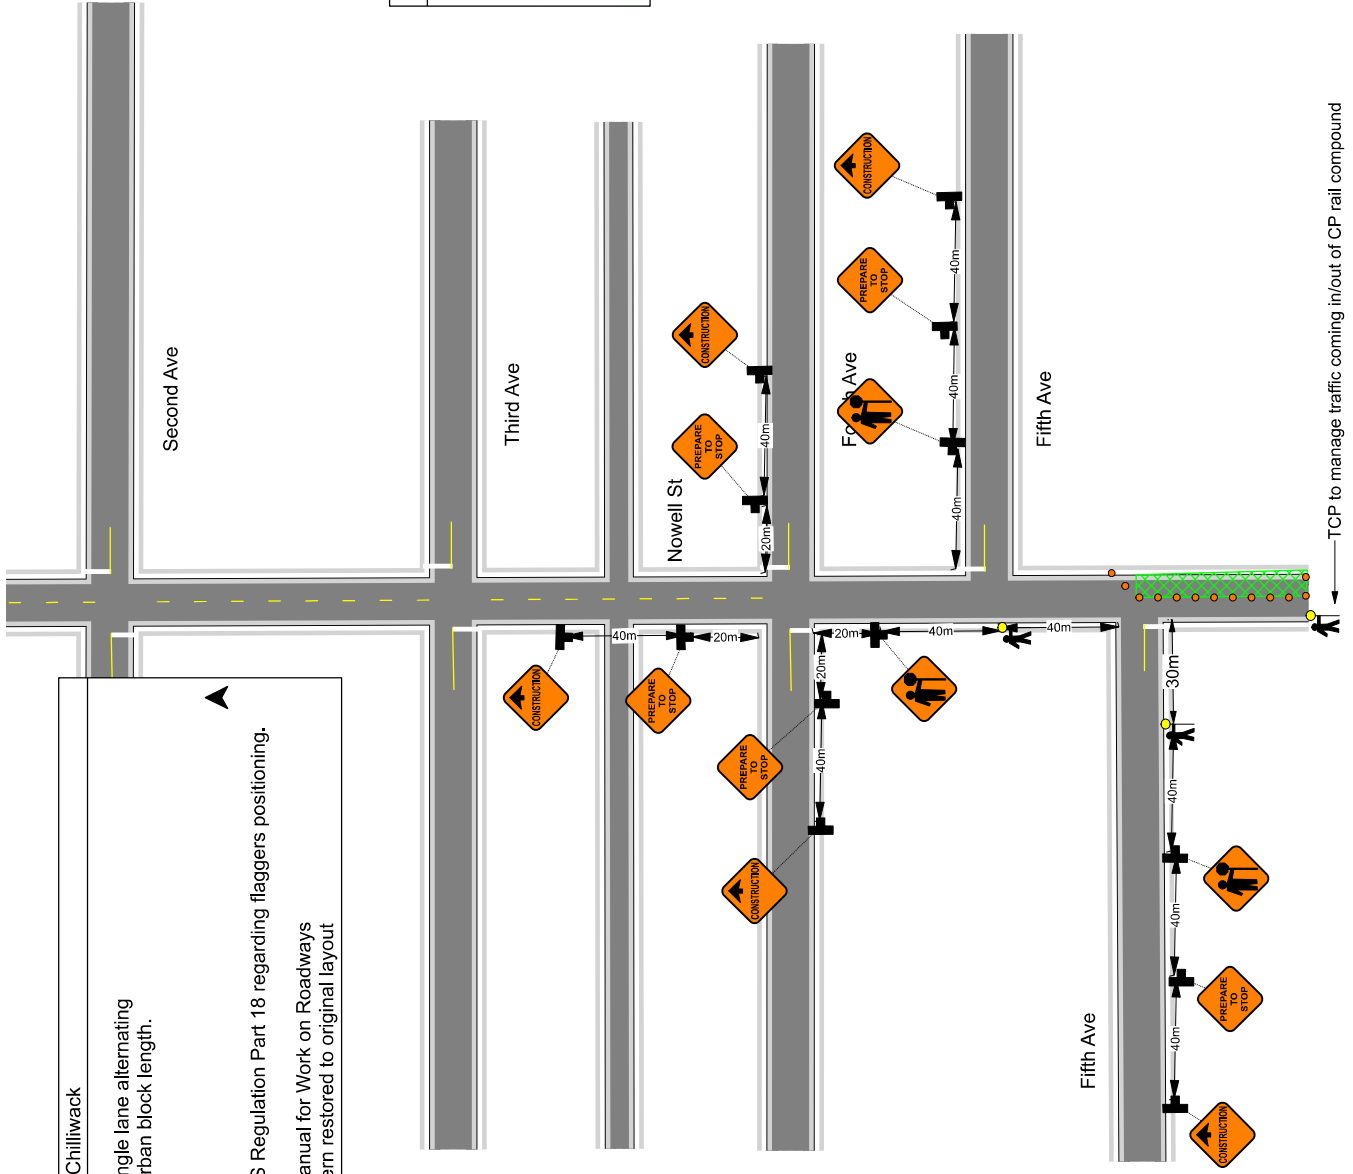 Chilliwack
ngle lane alternating
rban block length.
S Regulation Part 18 regarding flaggers positioning.
anual for Work on Roadways
ern restored to original layout
Second Ave
Third Ave
Nowell St
Ave
Fifth Ave
Fifth Ave
TCP to manage traffic coming in/out of CP rail compound
CONSTRUCTION
PREPARE
TO
STOP
40m
20m
CONSTRUCTION
PREPARE
TO
STOP
40m
40m
40m
40m
20m
CONSTRUCTION
PREPARE
TO
STOP
20m
40m
40m
20m
40m
PREPARE
TO
STOP
CONSTRUCTION
30m
40m
40m
40m
PREPARE
TO
STOP
CONSTRUCTION